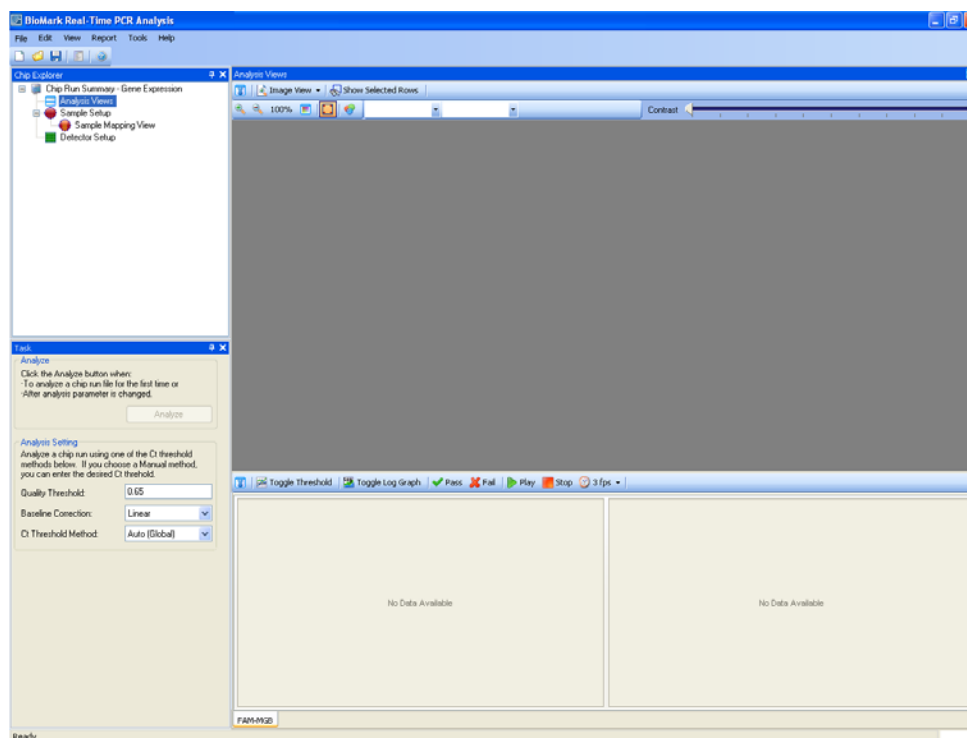 BioMark Real-Time PCR Analysis
File Edit View Report Tools Help
Chip Explorer
Chip Run Summary - Gene Expression
Analysis Views
Sample Setup
Sample Mapping View
Detector Setup
Analysis Views
Image View Show Selected Rows
100% Contrast
Task
Analyze
Click the Analyze button when:
-To analyze a chip run file for the first time or
-After analysis parameter is changed.
Analyze
Analysis Setting
Analyze a chip run using one of the Ct threshold
methods below. If you choose a Manual method,
you can enter the desired Ct threhold.
Quality Threshold: 0.65
Baseline Correction: Linear
Ct Threshold Method: Auto (Global)
Toggle Threshold Toggle Log Graph Pass Fail Play Stop 3 fps
No Data Available
No Data Available
FAM-MGB
Ready